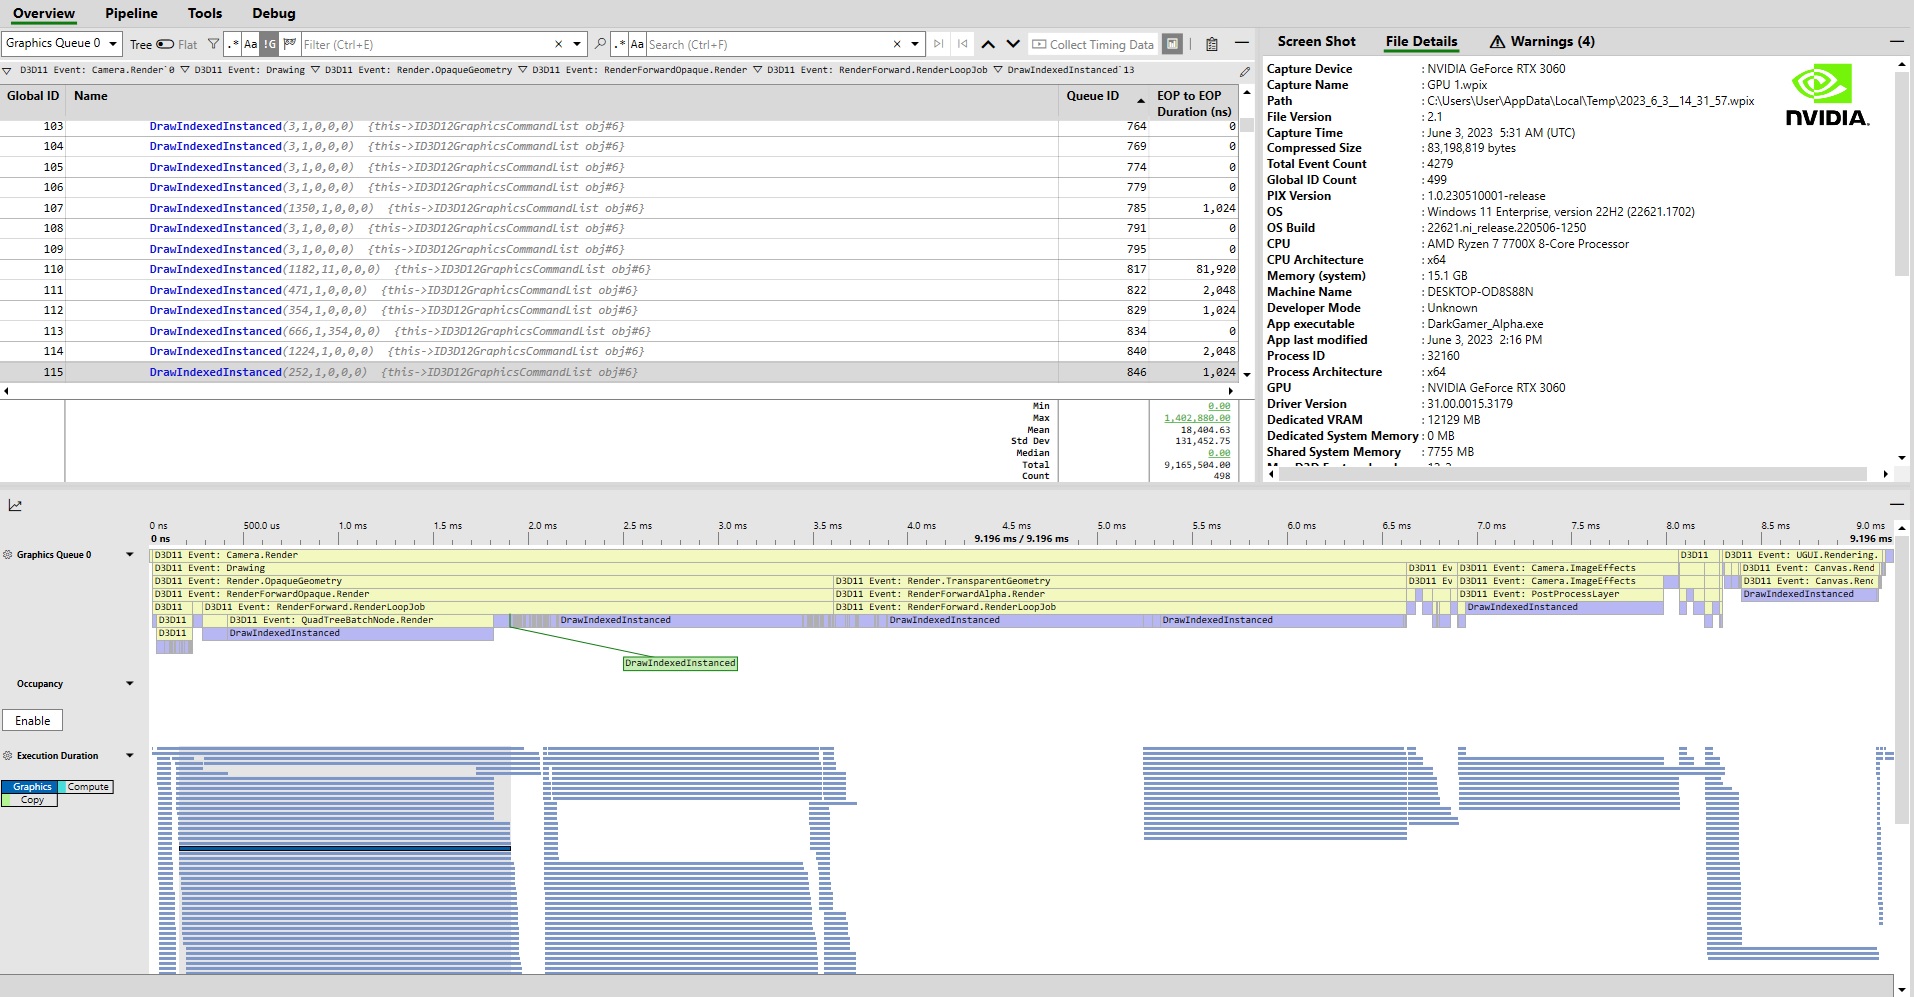 Overview Pipeline Tools Debug
Graphics Queue 0 Tree Flat .* Aa !G Filter (Ctrl+E) .* Aa Search (Ctrl+F) Collect Timing Data
D3D11 Event: Camera.Render`0 D3D11 Event: Drawing D3D11 Event: Render.OpaqueGeometry D3D11 Event: RenderForwardOpaque.Render D3D11 Event: RenderForward.RenderLoopJob DrawIndexedInstanced`13
Global ID Name Queue ID EOP to EOP
Duration (ns)
103 DrawIndexedInstanced(3,1,0,0,0) {this->ID3D12GraphicsCommandList obj#6} 764 0
104 DrawIndexedInstanced(3,1,0,0,0) {this->ID3D12GraphicsCommandList obj#6} 769 0
105 DrawIndexedInstanced(3,1,0,0,0) {this->ID3D12GraphicsCommandList obj#6} 774 0
106 DrawIndexedInstanced(3,1,0,0,0) {this->ID3D12GraphicsCommandList obj#6} 779 0
107 DrawIndexedInstanced(1350,1,0,0,0) {this->ID3D12GraphicsCommandList obj#6} 785 1,024
108 DrawIndexedInstanced(3,1,0,0,0) {this->ID3D12GraphicsCommandList obj#6} 791 0
109 DrawIndexedInstanced(3,1,0,0,0) {this->ID3D12GraphicsCommandList obj#6} 795 0
110 DrawIndexedInstanced(1182,11,0,0,0) {this->ID3D12GraphicsCommandList obj#6} 817 81,920
111 DrawIndexedInstanced(471,1,0,0,0) {this->ID3D12GraphicsCommandList obj#6} 822 2,048
112 DrawIndexedInstanced(354,1,0,0,0) {this->ID3D12GraphicsCommandList obj#6} 829 1,024
113 DrawIndexedInstanced(666,1,354,0,0) {this->ID3D12GraphicsCommandList obj#6} 834 0
114 DrawIndexedInstanced(1224,1,0,0,0) {this->ID3D12GraphicsCommandList obj#6} 840 2,048
115 DrawIndexedInstanced(252,1,0,0,0) {this->ID3D12GraphicsCommandList obj#6} 846 1,024
Min 0.00
Max 1,402,880.00
Mean 18,404.63
Std Dev 131,452.75
Median 0.00
Total 9,165,504.00
Count 498
Screen Shot File Details Warnings (4)
Capture Device : NVIDIA GeForce RTX 3060
Capture Name : GPU 1.wpix
Path : C:\Users\User\AppData\Local\Temp\2023_6_3__14_31_57.wpix
File Version : 2.1
Capture Time : June 3, 2023 5:31 AM (UTC)
Compressed Size : 83,198,819 bytes
Total Event Count : 4279
Global ID Count : 499
PIX Version : 1.0.230510001-release
OS : Windows 11 Enterprise, version 22H2 (22621.1702)
OS Build : 22621.ni_release.220506-1250
CPU : AMD Ryzen 7 7700X 8-Core Processor
CPU Architecture : x64
Memory (system) : 15.1 GB
Machine Name : DESKTOP-OD8S88N
Developer Mode : Unknown
App executable : DarkGamer_Alpha.exe
App last modified : June 3, 2023 2:16 PM
Process ID : 32160
Process Architecture : x64
GPU : NVIDIA GeForce RTX 3060
Driver Version : 31.00.0015.3179
Dedicated VRAM : 12129 MB
Dedicated System Memory : 0 MB
Shared System Memory : 7755 MB
NVIDIA.
0 ns 500.0 us 1.0 ms 1.5 ms 2.0 ms 2.5 ms 3.0 ms 3.5 ms 4.0 ms 4.5 ms 5.0 ms 5.5 ms 6.0 ms 6.5 ms 7.0 ms 7.5 ms 8.0 ms 8.5 ms 9.0 ms
0 ns 9.196 ms / 9.196 ms 9.196 ms
Graphics Queue 0 D3D11 Event: Camera.Render D3D11 D3D11 Event: UGUI.Rendering.
D3D11 Event: Drawing D3D11 Ev D3D11 Event: Camera.ImageEffects D3D11 Event: Canvas.Rend
D3D11 Event: Render.OpaqueGeometry D3D11 Event: Render.TransparentGeometry D3D11 Ev D3D11 Event: Camera.ImageEffects D3D11 Event: Canvas.Renc
D3D11 Event: RenderForwardOpaque.Render D3D11 Event: RenderForwardAlpha.Render D3D11 Event: PostProcessLayer DrawIndexedInstanced
D3D11 D3D11 Event: RenderForward.RenderLoopJob D3D11 Event: RenderForward.RenderLoopJob DrawIndexedInstanced
D3D11 D3D11 Event: QuadTreeBatchNode.Render DrawIndexedInstanced DrawIndexedInstanced DrawIndexedInstanced
D3D11 DrawIndexedInstanced
DrawIndexedInstanced
Occupancy
Enable
Execution Duration
Graphics Compute
Copy